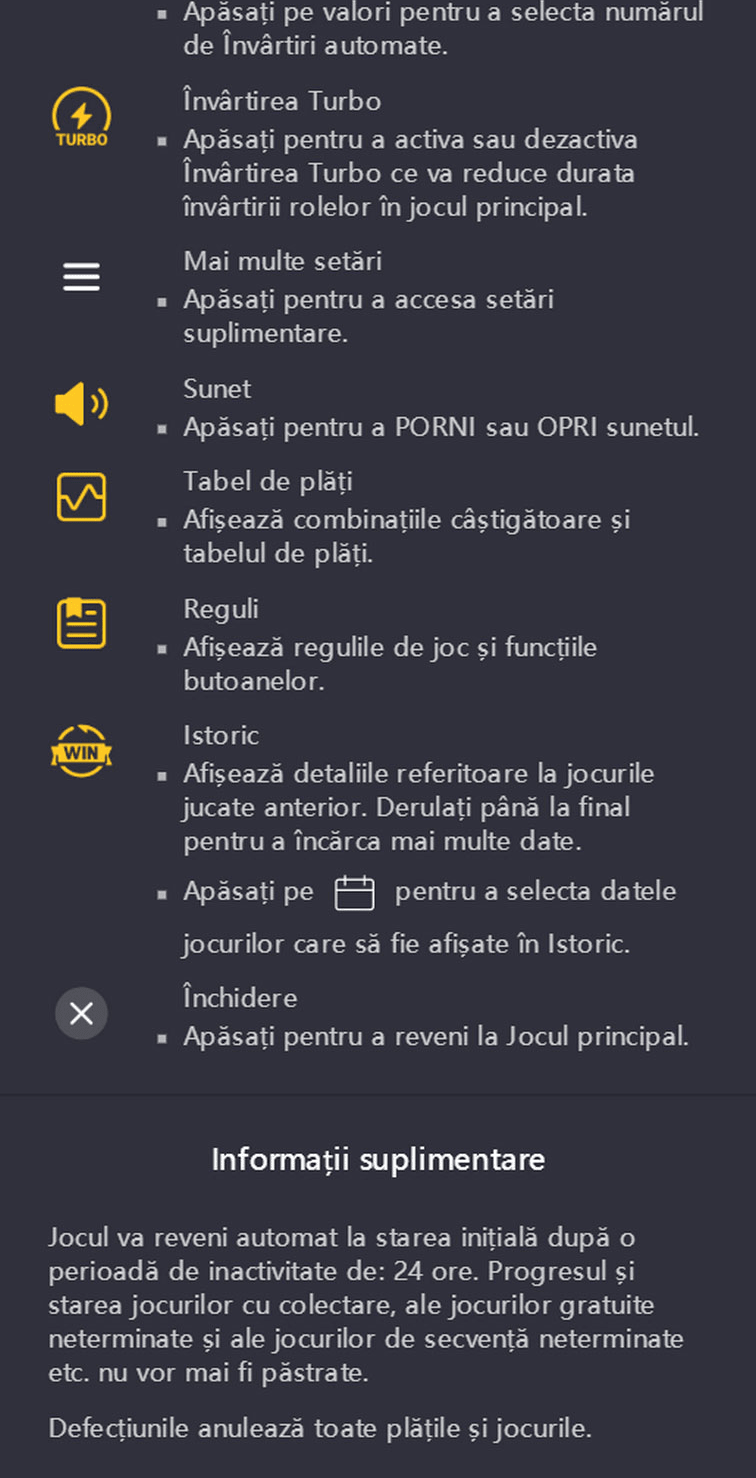 ▪ Apăsați pe valori pentru a selecta numărul
de Învârtiri automate.
TURBO
Învârtirea Turbo
▪ Apăsați pentru a activa sau dezactiva
Învârtirea Turbo ce va reduce durata
învârtirii rolelor în jocul principal.
Mai multe setări
▪ Apăsați pentru a accesa setări
suplimentare.
Sunet
▪ Apăsați pentru a PORNI sau OPRI sunetul.
Tabel de plăți
▪ Afișează combinațiile câștigătoare și
tabelul de plăți.
Reguli
▪ Afișează regulile de joc și funcțiile
butoanelor.
WIN
Istoric
▪ Afișează detaliile referitoare la jocurile
jucate anterior. Derulați până la final
pentru a încărca mai multe date.
▪ Apăsați pe pentru a selecta datele
jocurilor care să fie afișate în Istoric.
Închidere
▪ Apăsați pentru a reveni la Jocul principal.
Informații suplimentare
Jocul va reveni automat la starea inițială după o
perioadă de inactivitate de: 24 ore. Progresul și
starea jocurilor cu colectare, ale jocurilor gratuite
neterminate și ale jocurilor de secvență neterminate
etc. nu vor mai fi păstrate.
Defecțiunile anulează toate plățile și jocurile.